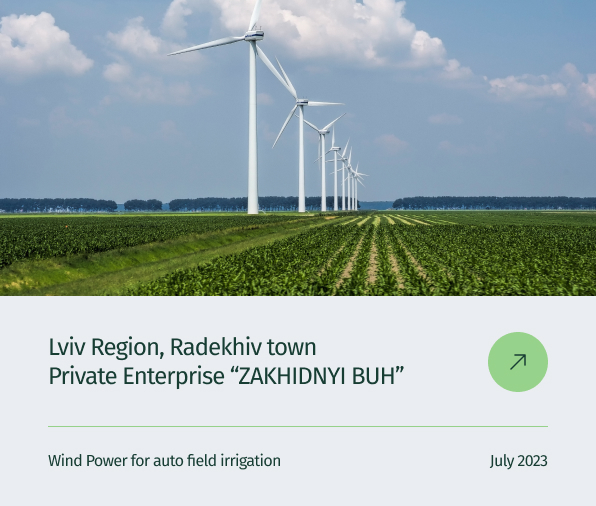 Lviv Region, Radekhiv town
Private Enterprise “ZAKHIDNYI BUH”
Wind Power for auto field irrigation
July 2023